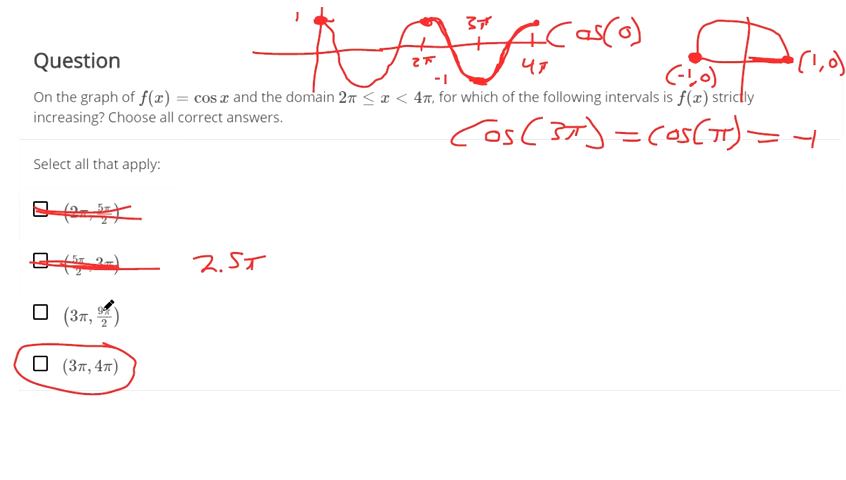 1
3π
cos(0)
2π
-1
4π
(-1,0)
(1,0)
Question
On the graph of f(x) = cos x and the domain 2π ≤ x < 4π, for which of the following intervals is f(x) strictly
increasing? Choose all correct answers.
cos(3π) = cos(π) = -1
Select all that apply:
(2π, 5π/2)
(5π/2, 3π)
2.5π
(3π, 9π/2)
(3π, 4π)